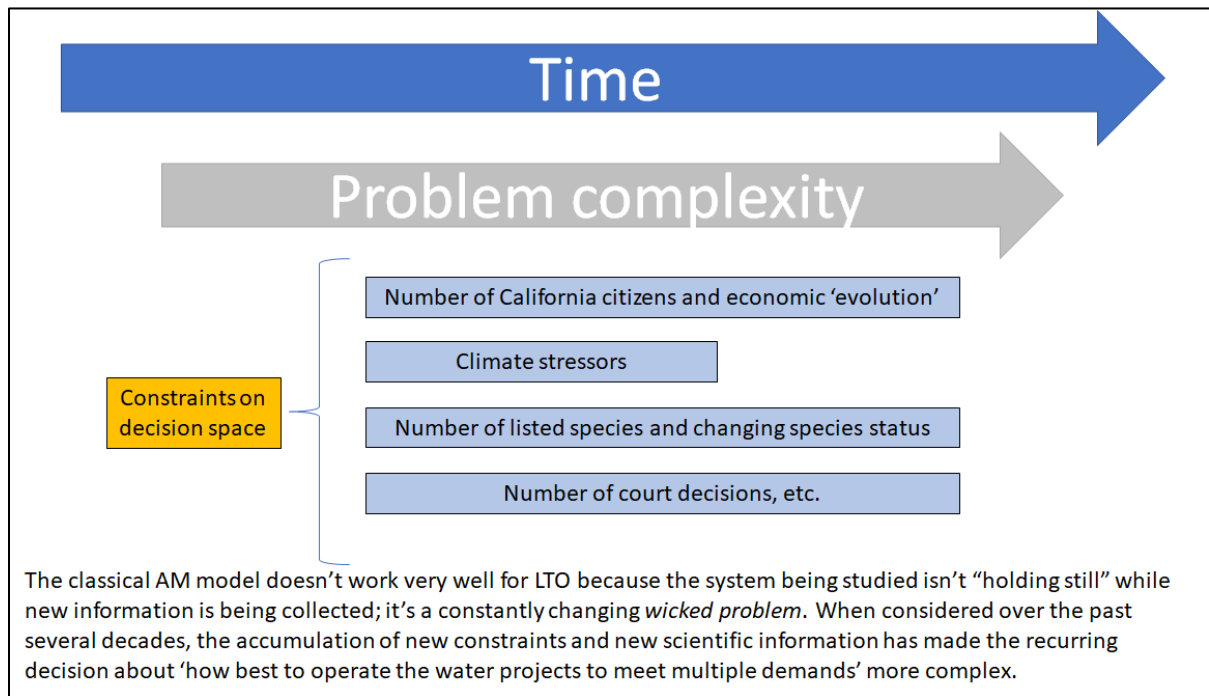 Time
Problem complexity
Number of California citizens and economic ‘evolution’
Climate stressors
Constraints on
decision space
Number of listed species and changing species status
Number of court decisions, etc.
The classical AM model doesn’t work very well for LTO because the system being studied isn’t “holding still” while
new information is being collected; it’s a constantly changing wicked problem. When considered over the past
several decades, the accumulation of new constraints and new scientific information has made the recurring
decision about ‘how best to operate the water projects to meet multiple demands’ more complex.